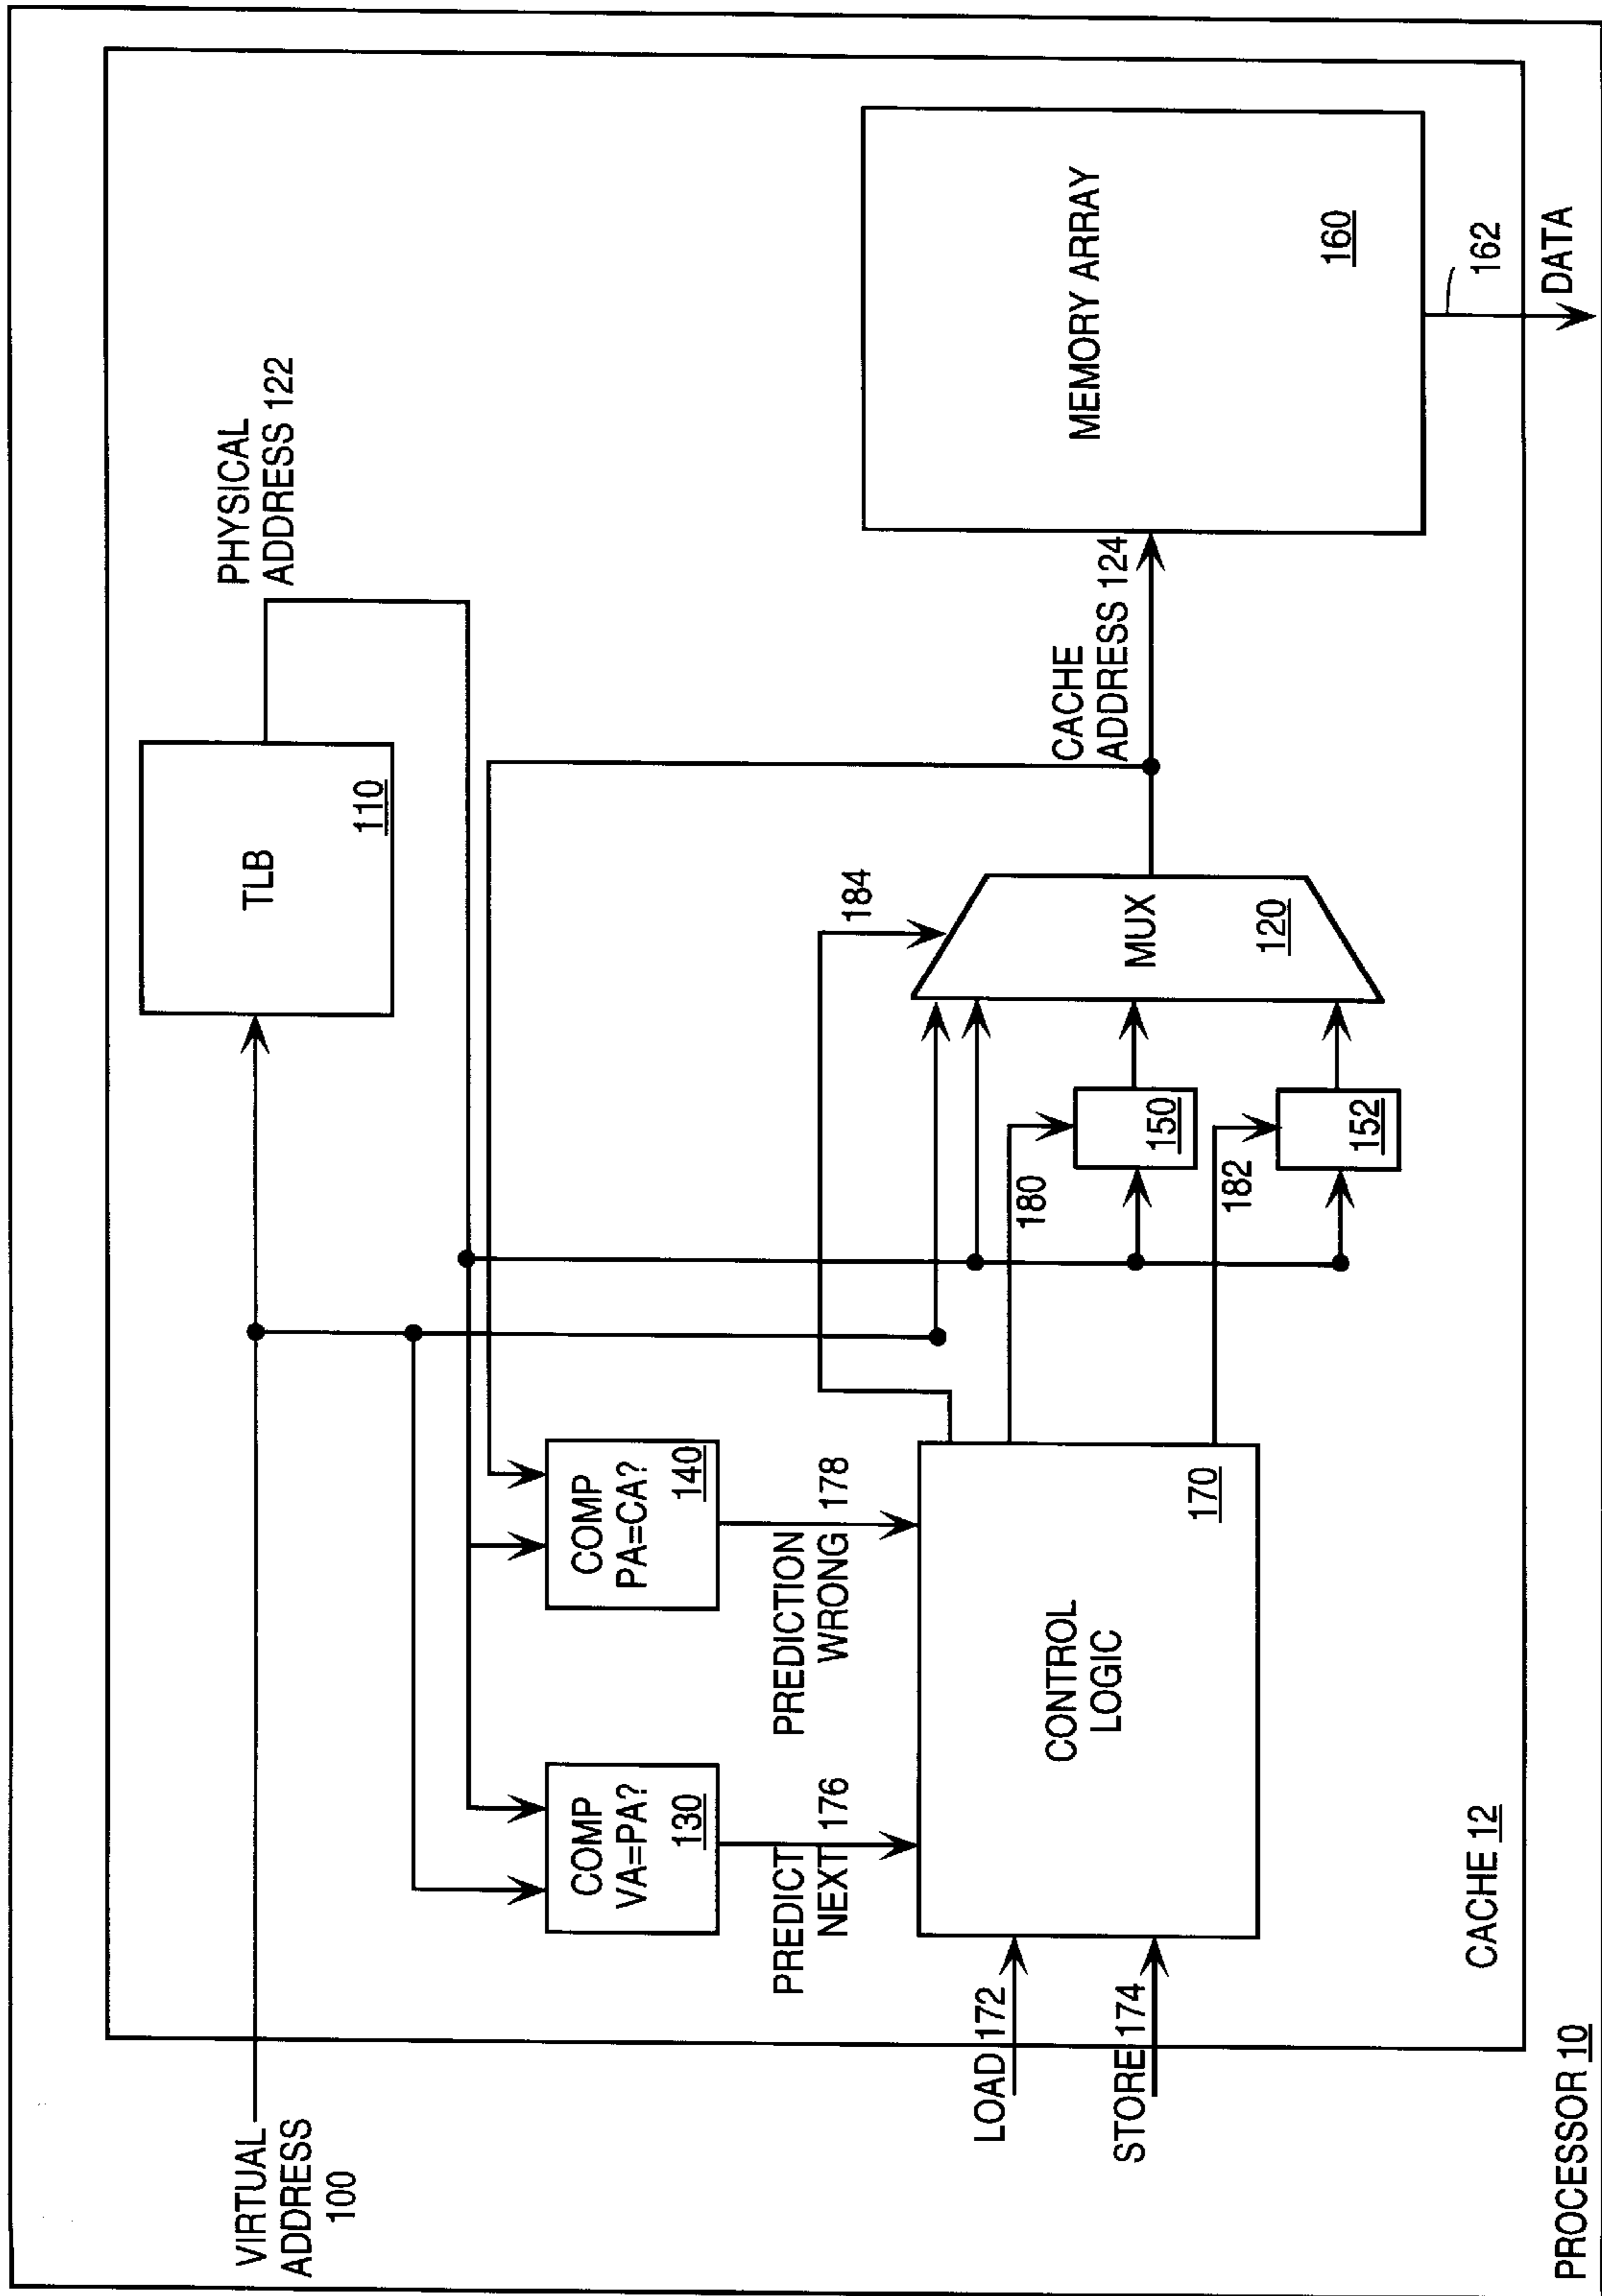 VIRTUAL
ADDRESS
100
TLB
110
PHYSICAL
ADDRESS 122
COMP
VA=PA?
130
COMP
PA=CA?
140
PREDICT
NEXT 176
PREDICTION
WRONG 178
LOAD 172
STORE 174
CONTROL
LOGIC
170
184
180
182
150
152
MUX
120
CACHE
ADDRESS 124
MEMORY ARRAY
160
162
DATA
CACHE 12
PROCESSOR 10